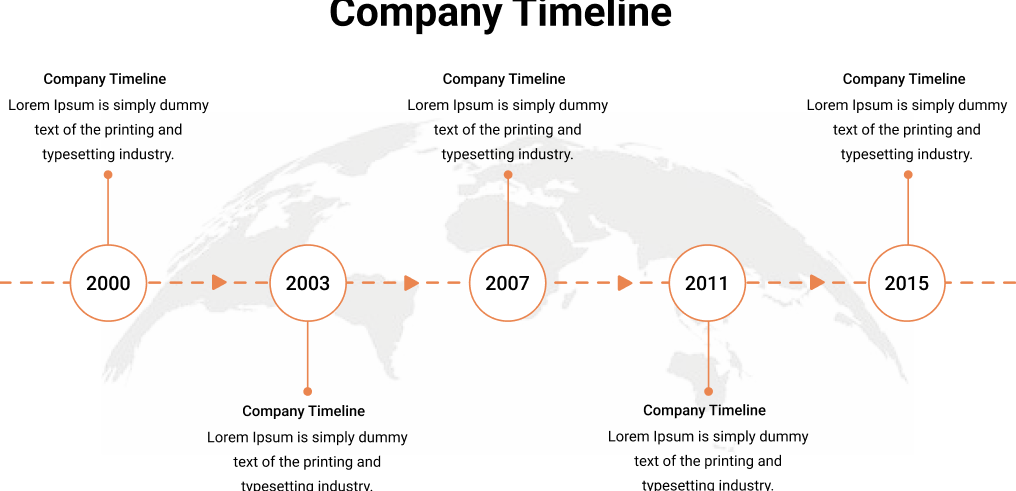 Company Timeline
Company Timeline
Lorem Ipsum is simply dummy
text of the printing and
typesetting industry.
Company Timeline
Lorem Ipsum is simply dummy
text of the printing and
typesetting industry.
Company Timeline
Lorem Ipsum is simply dummy
text of the printing and
typesetting industry.
2000
2003
2007
2011
2015
Company Timeline
Lorem Ipsum is simply dummy
text of the printing and
typesetting industry.
Company Timeline
Lorem Ipsum is simply dummy
text of the printing and
typesetting industry.